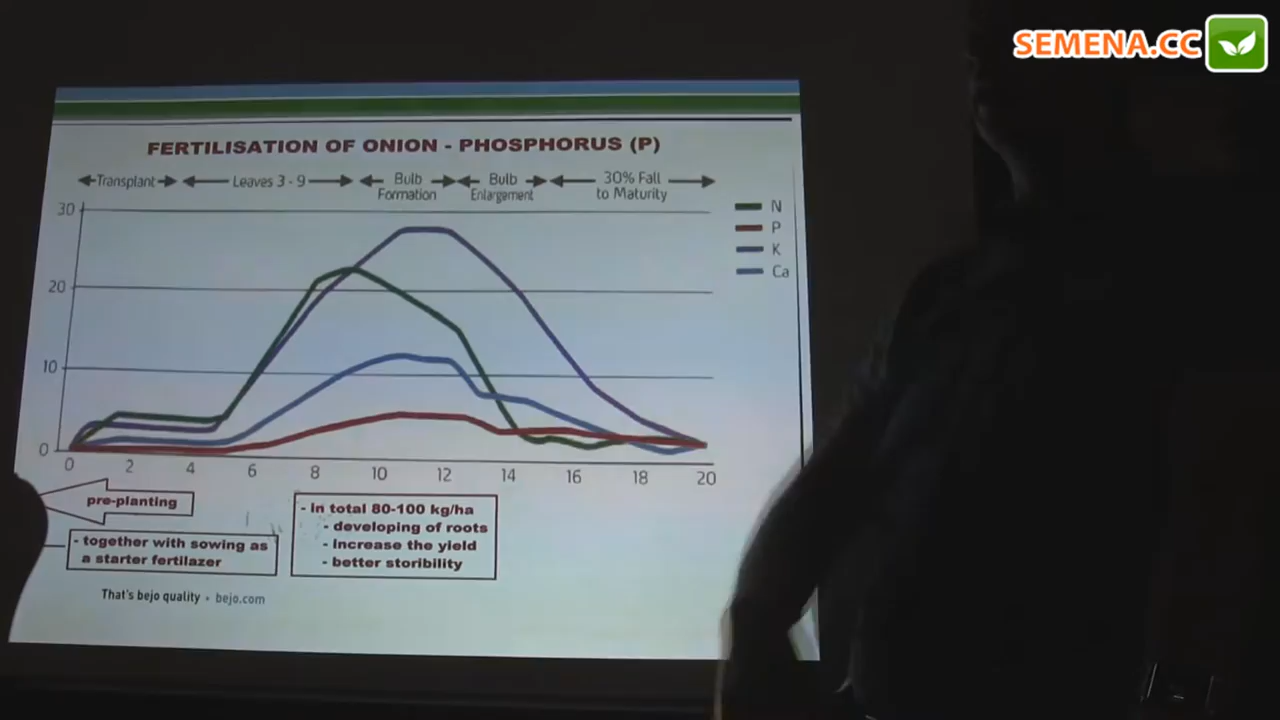 SEMENA.CC
FERTILISATION OF ONION - PHOSPHORUS (P)
Transplant
Leaves 3 - 9
Bulb
Formation
Bulb
Enlargement
30% Fall
to Maturity
30
20
10
0
0 2 4 6 8 10 12 14 16 18 20
N
P
K
Ca
pre-planting
- together with sowing as
a starter fertilazer
- In total 80-100 kg/ha
- developing of roots
- Increase the yield
- better storibility
That's bejo quality • bejo.com